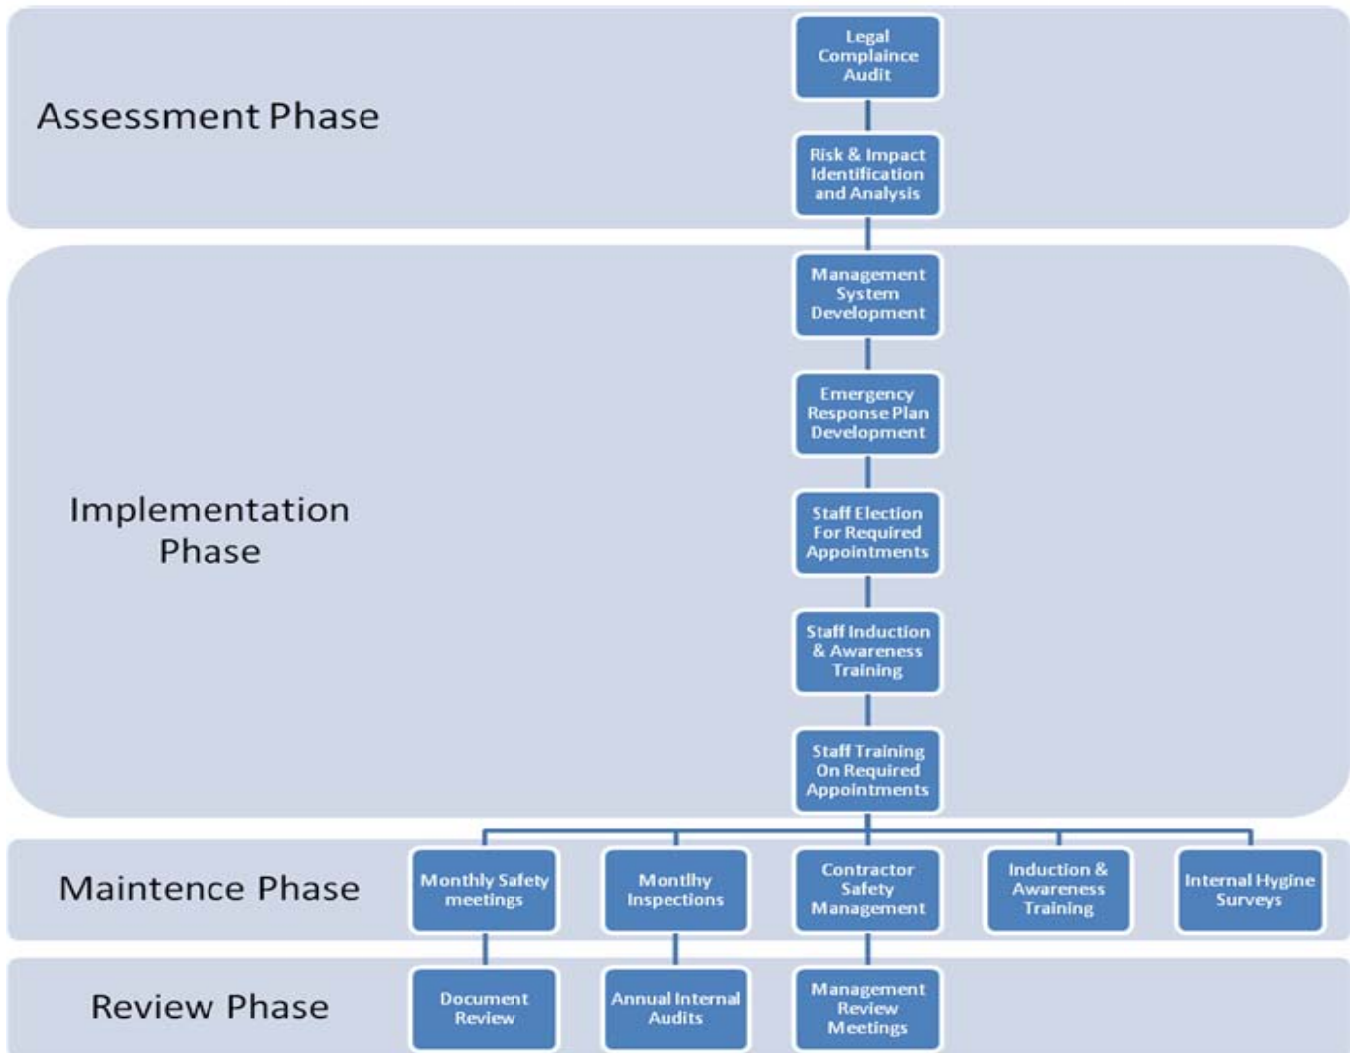 Legal
Complaince
Audit
Assessment Phase
Risk & Impact
Identification
and Analysis
Management
System
Development
Emergency
Response Plan
Development
Implementation
Phase
Staff Election
For Required
Appointments
Staff Induction
& Awareness
Training
Staff Training
On Required
Appointments
Maintence Phase
Monthly Safety
meetings
Montlhy
Inspections
Contractor
Safety
Management
Induction &
Awareness
Training
Internal Hygine
Surveys
Review Phase
Document
Review
Annual Internal
Audits
Management
Review
Meetings